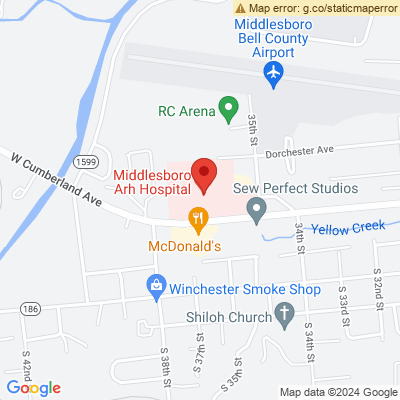 Map error: g.co/staticmaperror
Middlesboro
Bell County
Airport
RC Arena
35th St
Dorchester Ave
1599
W Cumberland Ave
Middlesboro
Arh Hospital
Sew Perfect Studios
McDonald's
Yellow Creek
34th St
Winchester Smoke Shop
186
Shiloh Church
S 42nd St
S 38th St
S 37th St
S 35th St
S 34th St
S 33rd St
S 32nd St
Google
Map data ©2024 Google